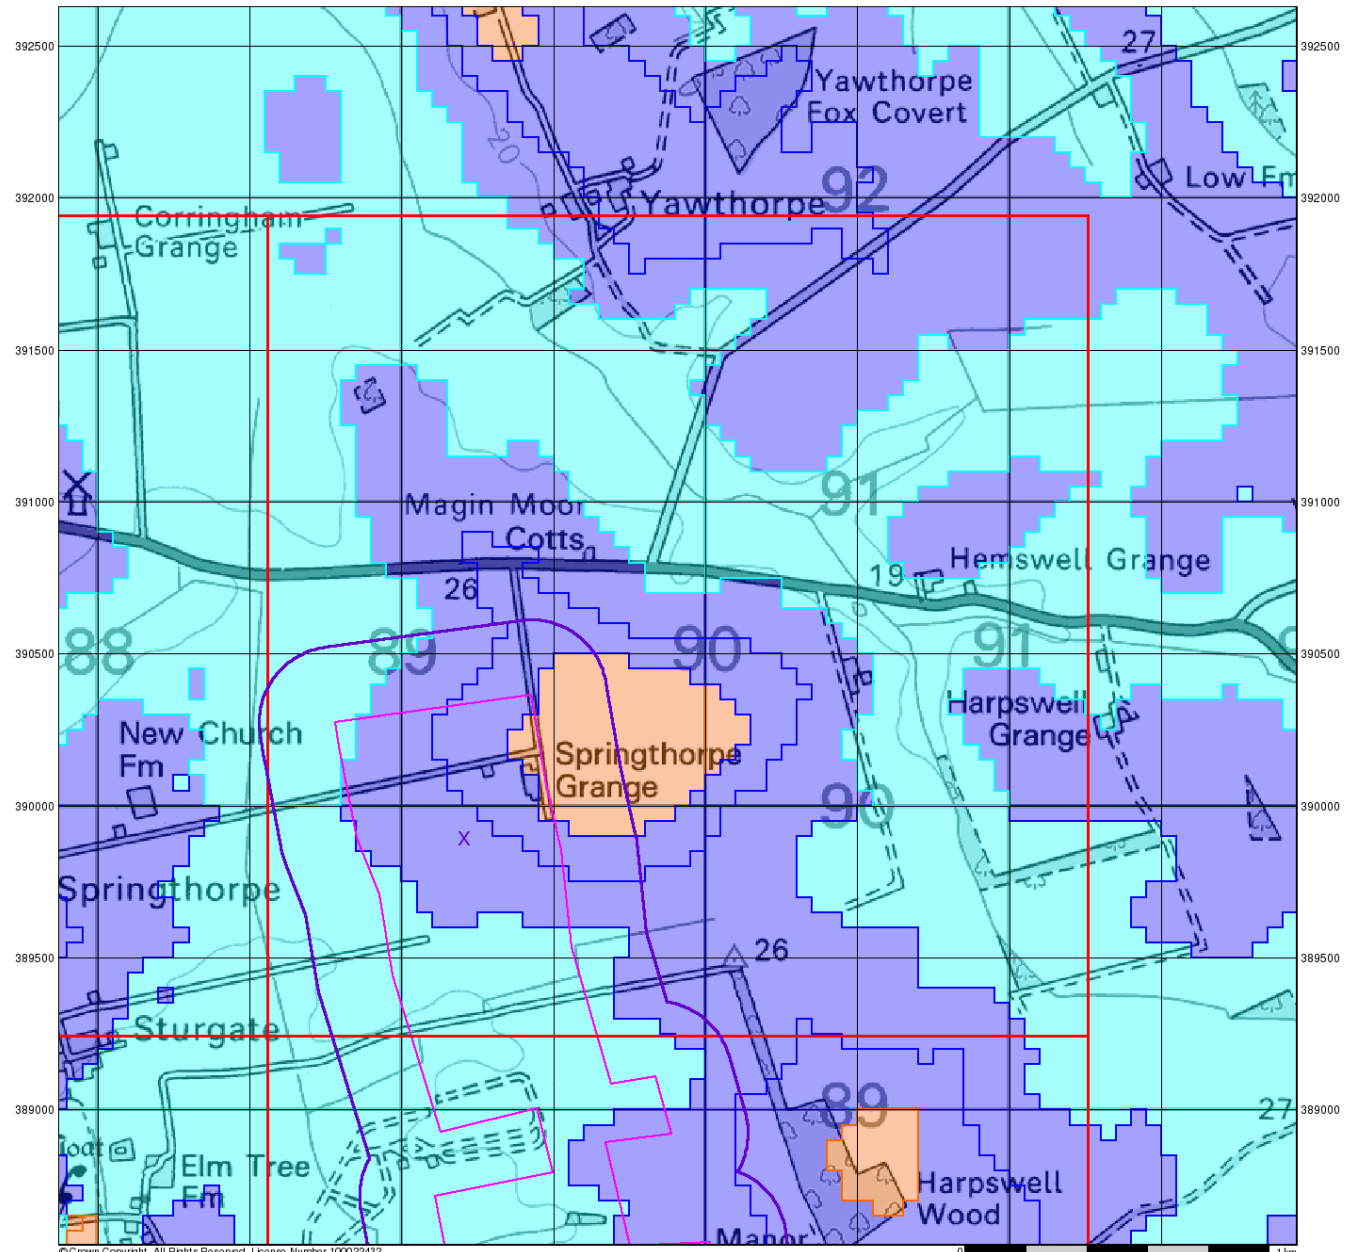 392500
27
392500
Yawthorpe
Fox Covert
20
92
Low Fm
392000
Yawthorpe
392000
Corringham
Grange
391500
391500
91
391000
Magin Moor
Cotts
391000
26
19
Hemswell Grange
88
89
90
91
390500
390500
New Church
Fm
Harpswell
Grange
Springthorpe
Grange
390000
90
390000
X
Springthorpe
26
389500
389500
Sturgate
89
27
389000
389000
Elm Tree
Fm
Harpswell
Wood
Manor
© Crown Copyright. All Rights Reserved. License Number 100022432
0
1 km